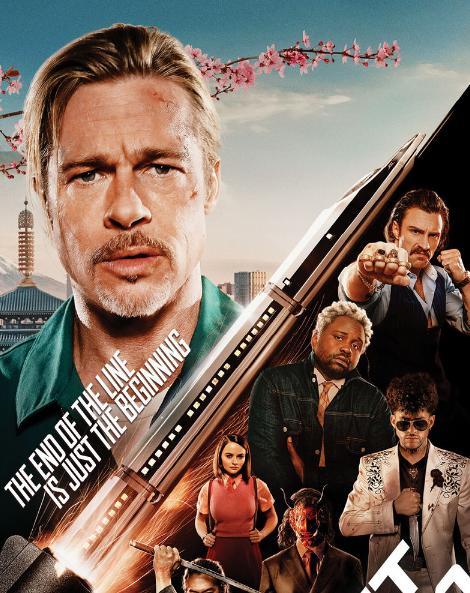 THE END OF THE LINE
IS JUST THE BEGINNING